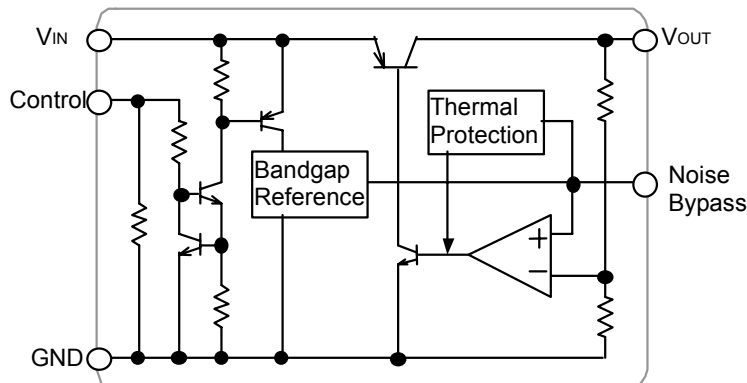 VIN
VOUT
Control
Thermal
Protection
Bandgap
Reference
Noise
Bypass
+
−
GND